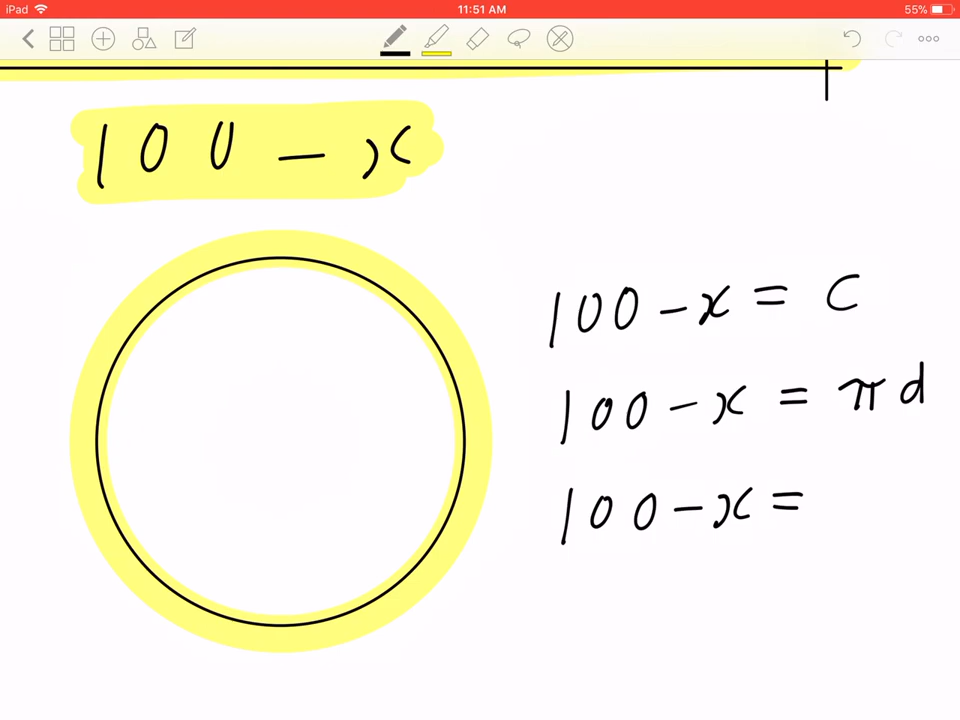 iPad 11:51 AM 55%
100 - x
100 - x = C
100 - x = πd
100 - x =